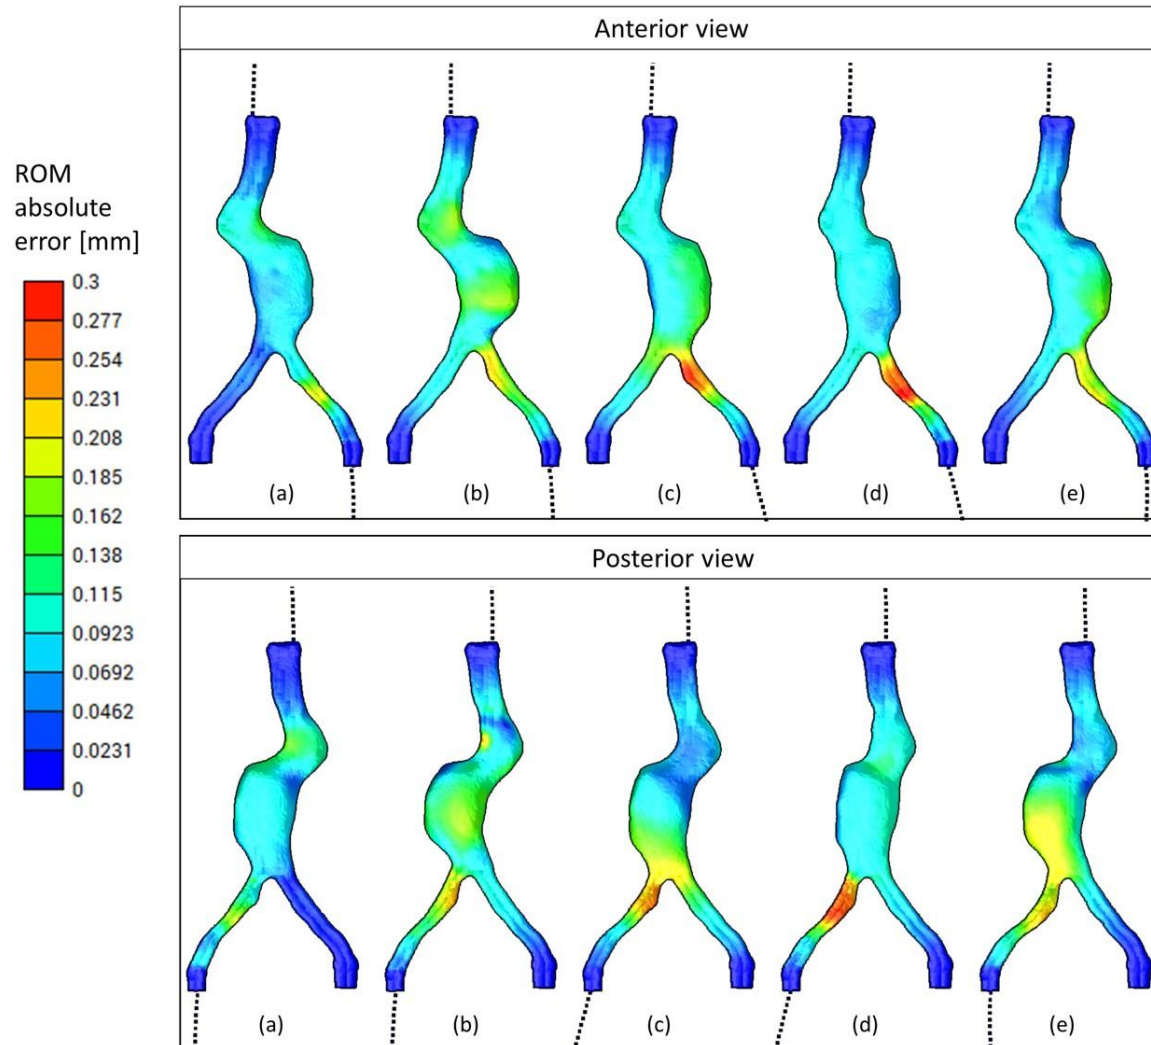 Anterior view
ROM
absolute
error [mm]
0.3
0.277
0.254
0.231
0.208
0.185
0.162
0.138
0.115
0.0923
0.0692
0.0462
0.0231
0
(a) (b) (c) (d) (e)
Posterior view
(a) (b) (c) (d) (e)